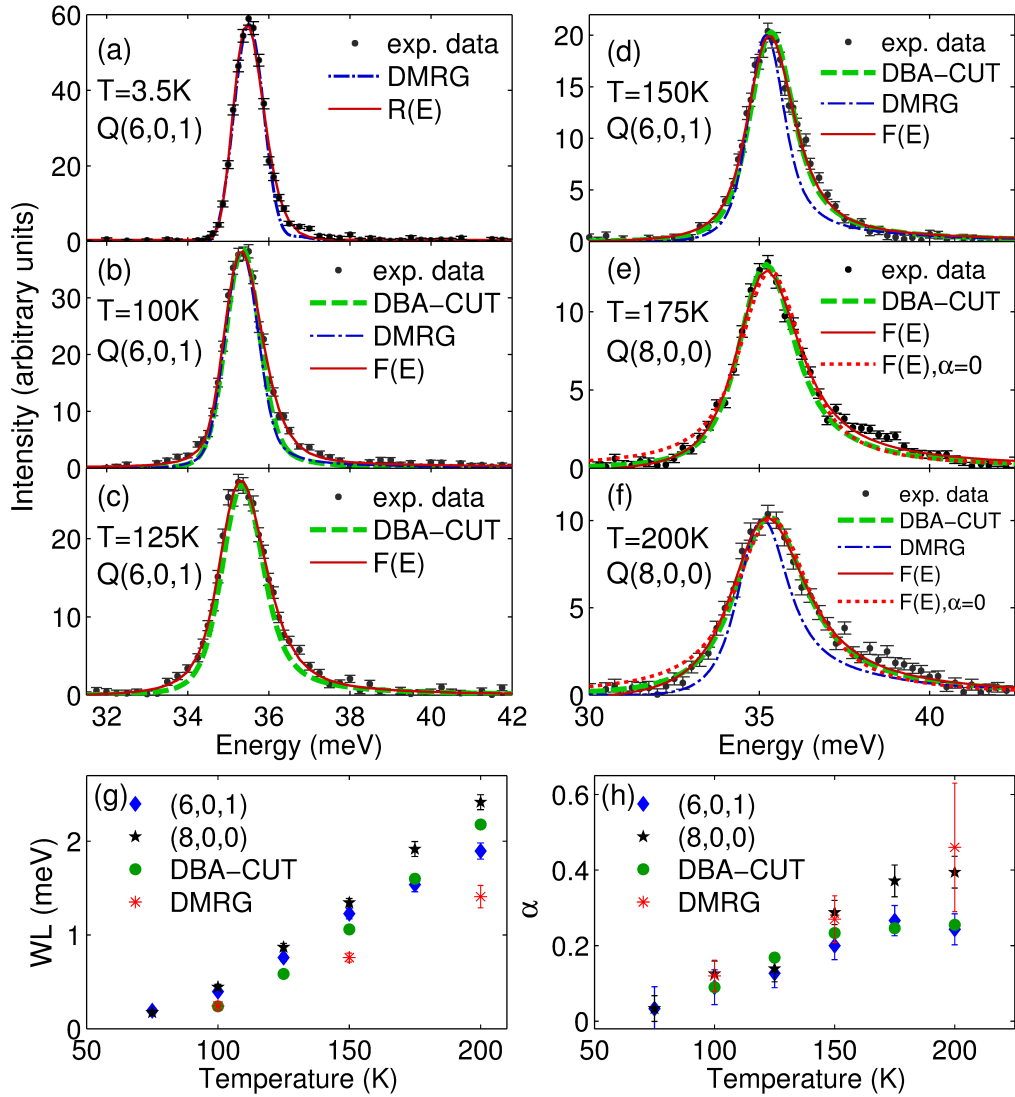 (a)
T=3.5K
Q(6,0,1)
exp. data
DMRG
R(E)
60
40
20
0
(b)
T=100K
Q(6,0,1)
exp. data
DBA-CUT
DMRG
F(E)
30
20
10
0
(c)
T=125K
Q(6,0,1)
exp. data
DBA-CUT
F(E)
20
10
0
32 34 36 38 40 42
Energy (meV)
Intensity (arbitrary units)
(d)
T=150K
Q(6,0,1)
exp. data
DBA-CUT
DMRG
F(E)
20
15
10
5
0
(e)
T=175K
Q(8,0,0)
exp. data
DBA-CUT
F(E)
F(E),α=0
10
5
0
(f)
T=200K
Q(8,0,0)
exp. data
DBA-CUT
DMRG
F(E)
F(E),α=0
10
5
0
30 35 40
Energy (meV)
(g)
(6,0,1)
(8,0,0)
DBA-CUT
DMRG
WL (meV)
2
1
0
50 100 150 200
Temperature (K)
(h)
(6,0,1)
(8,0,0)
DBA-CUT
DMRG
α
0.6
0.4
0.2
0
50 100 150 200
Temperature (K)